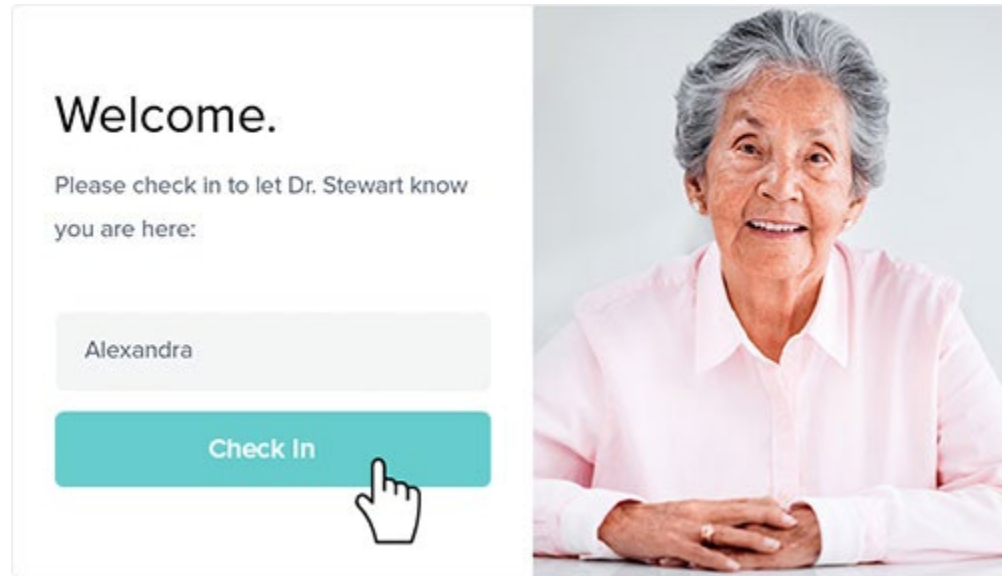 Welcome.
Please check in to let Dr. Stewart know
you are here:
Alexandra
Check In